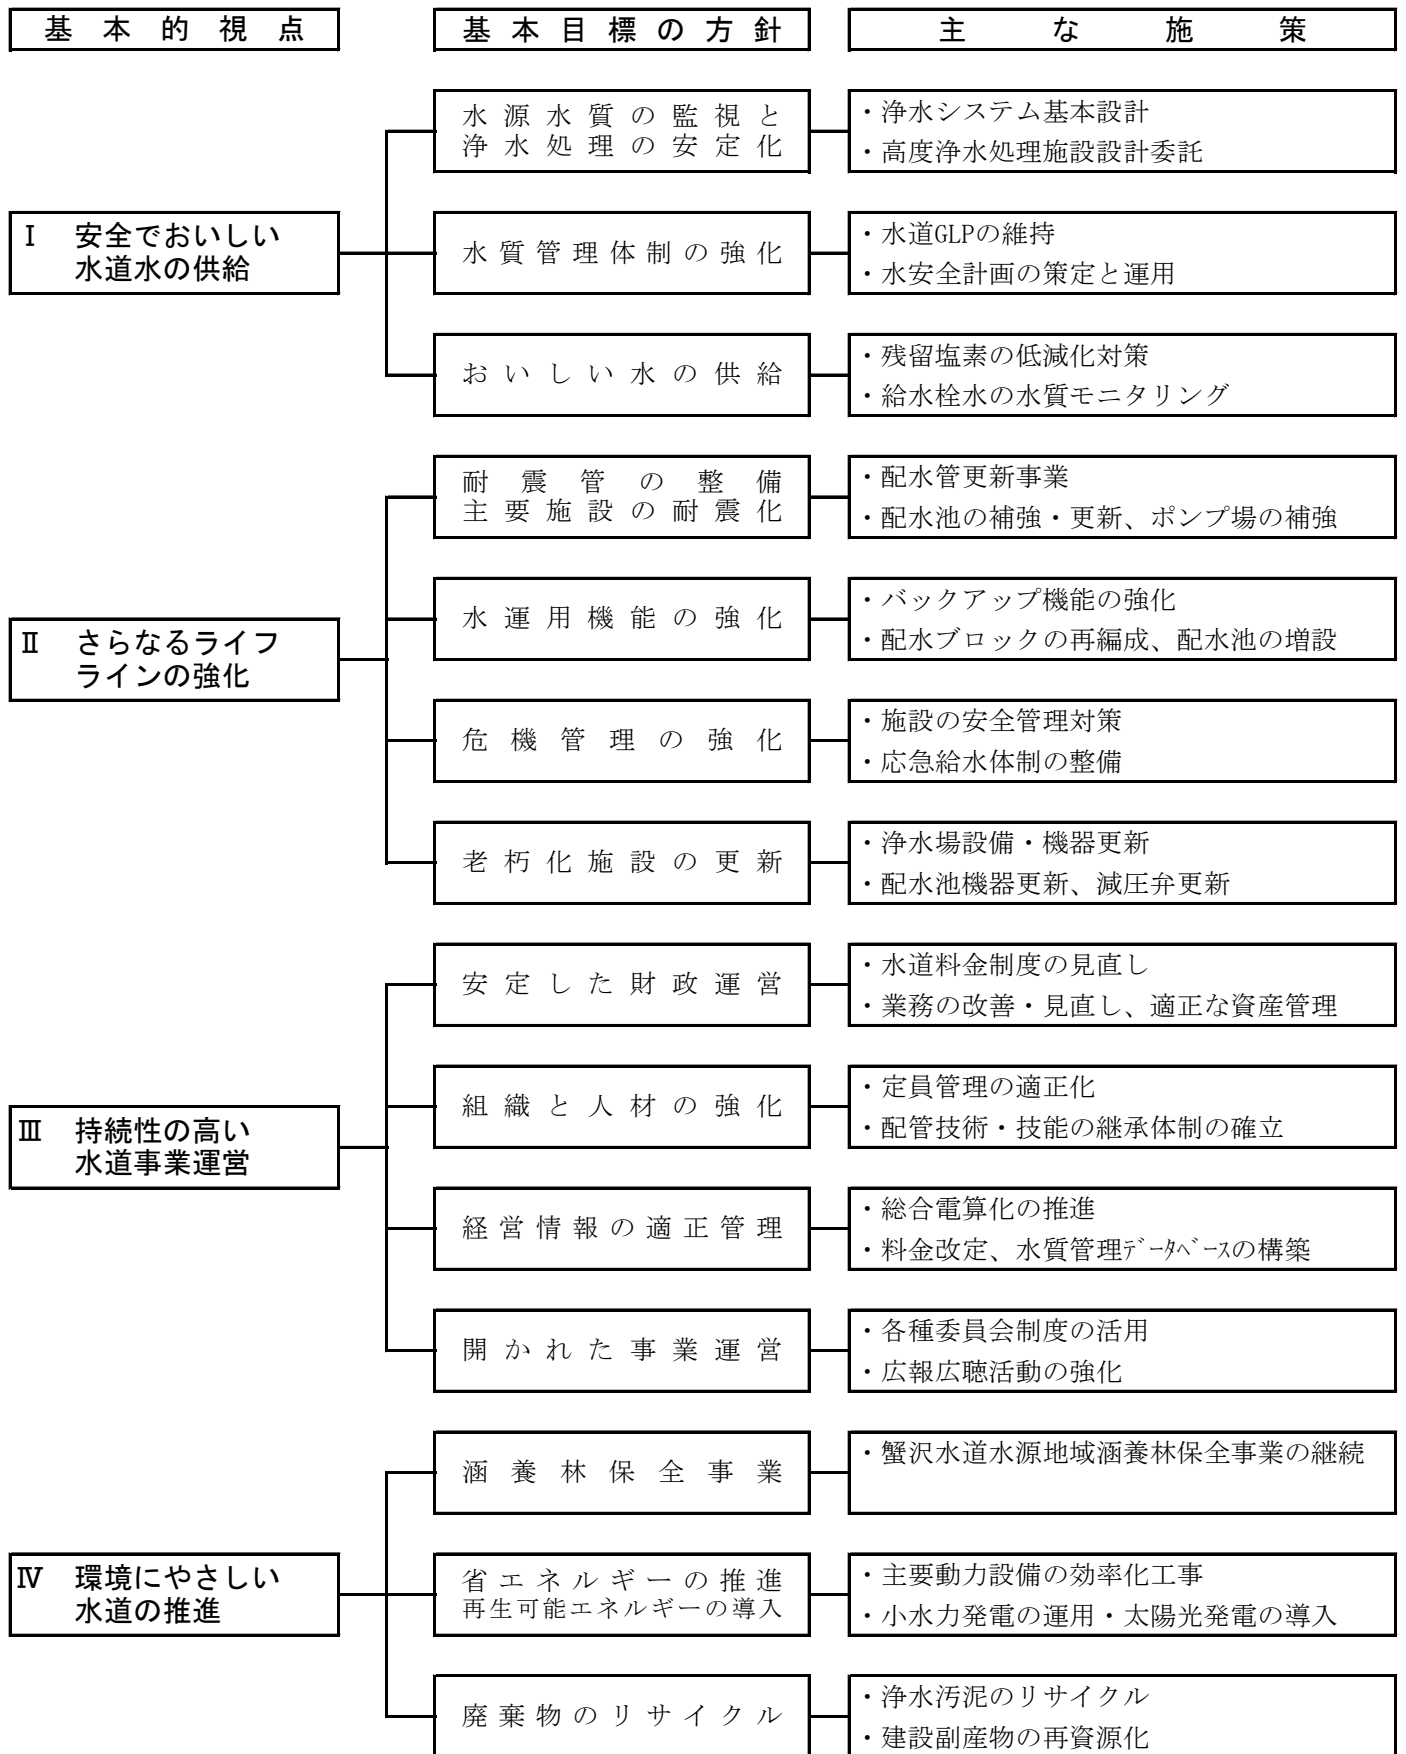 基本的視点
基本目標の方針
主な施策
Ⅰ 安全でおいしい
水道水の供給
水源水質の監視と
浄水処理の安定化
・浄水システム基本設計
・高度浄水処理施設設計委託
水質管理体制の強化
・水道GLPの維持
・水安全計画の策定と運用
おいしい水の供給
・残留塩素の低減化対策
・給水栓水の水質モニタリング
Ⅱ さらなるライフ
ラインの強化
耐震管の整備
主要施設の耐震化
・配水管更新事業
・配水池の補強・更新、ポンプ場の補強
水運用機能の強化
・バックアップ機能の強化
・配水ブロックの再編成、配水池の増設
危機管理の強化
・施設の安全管理対策
・応急給水体制の整備
老朽化施設の更新
・浄水場設備・機器更新
・配水池機器更新、減圧弁更新
Ⅲ 持続性の高い
水道事業運営
安定した財政運営
・水道料金制度の見直し
・業務の改善・見直し、適正な資産管理
組織と人材の強化
・定員管理の適正化
・配管技術・技能の継承体制の確立
経営情報の適正管理
・総合電算化の推進
・料金改定、水質管理ﾃﾞｰﾀﾍﾞｰｽの構築
開かれた事業運営
・各種委員会制度の活用
・広報広聴活動の強化
Ⅳ 環境にやさしい
水道の推進
涵養林保全事業
・蟹沢水道水源地域涵養林保全事業の継続
省エネルギーの推進
再生可能エネルギーの導入
・主要動力設備の効率化工事
・小水力発電の運用・太陽光発電の導入
廃棄物のリサイクル
・浄水汚泥のリサイクル
・建設副産物の再資源化